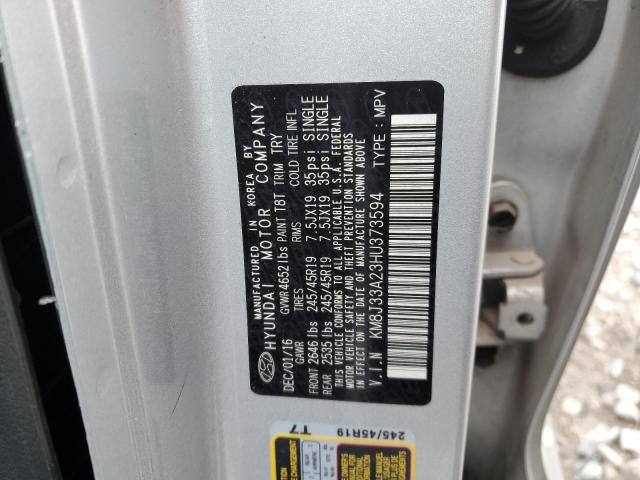 MANUFACTURED IN KOREA BY
HYUNDAI MOTOR COMPANY
DEC/01/16 GVWR 4652 lbs PAINT T8T TRIM TRY
GAWR TIRES RIMS COLD TIRE INFL
FRONT 2646 lbs 245/45R19 7.5JX19 35psi SINGLE
REAR 2535 lbs 245/45R19 7.5JX19 35psi SINGLE
THIS VEHICLE CONFORMS TO ALL APPLICABLE U.S.A. FEDERAL
MOTOR VEHICLE SAFETY AND THEFT PREVENTION STANDARDS
IN EFFECT ON THE DATE OF MANUFACTURE SHOWN ABOVE
V.I.N KM8J33A23HU373594 TYPE: MPV
245/45R19
T7